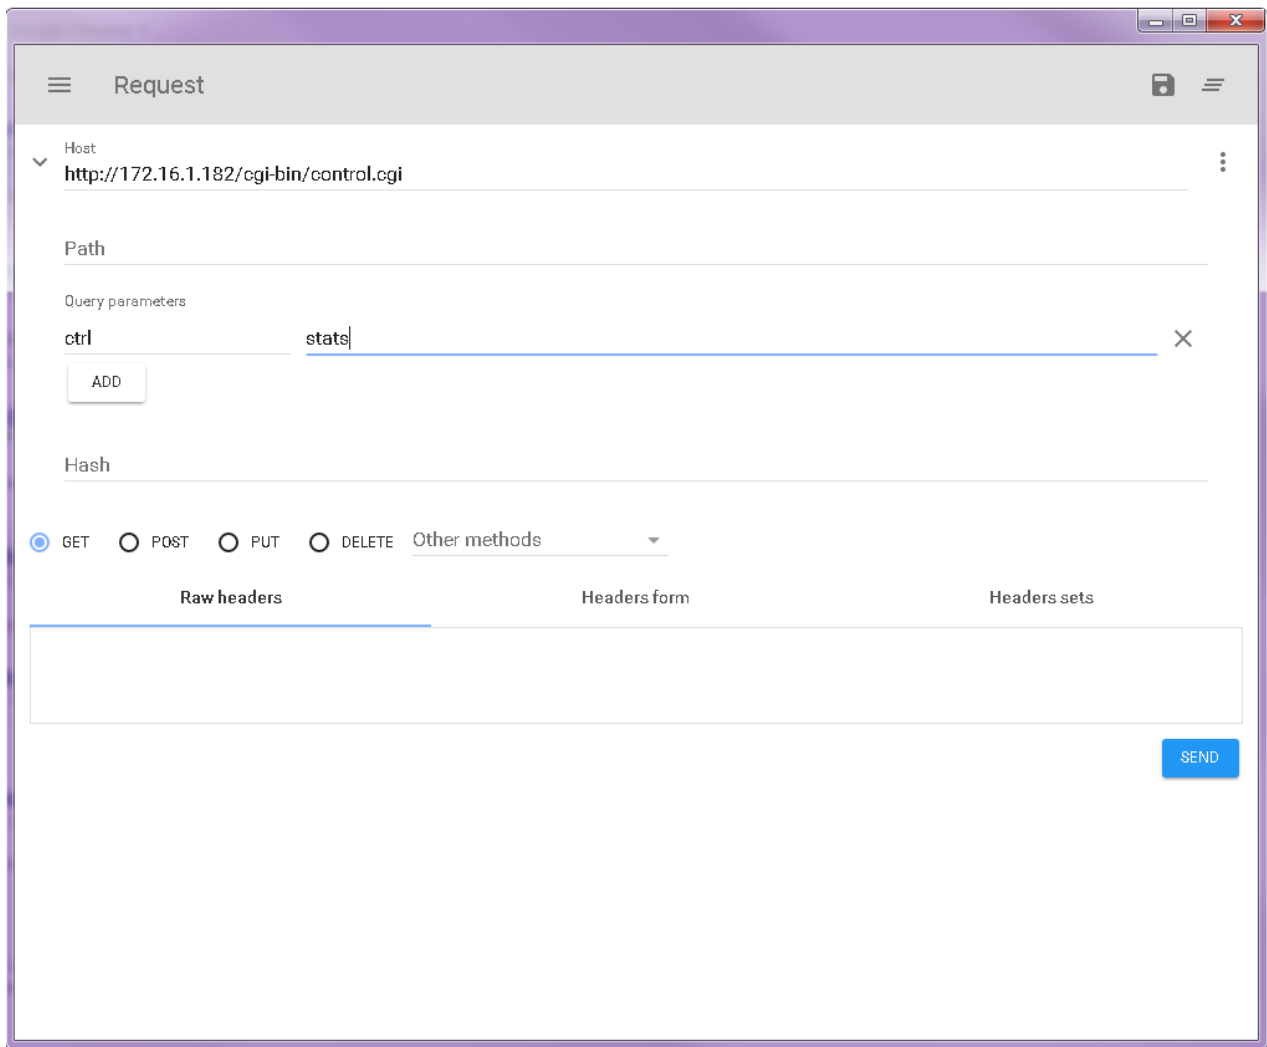 Request
Host
http://172.16.1.182/cgi-bin/control.cgi
Path
Query parameters
ctrl stats
ADD
Hash
GET POST PUT DELETE Other methods
Raw headers Headers form Headers sets
SEND